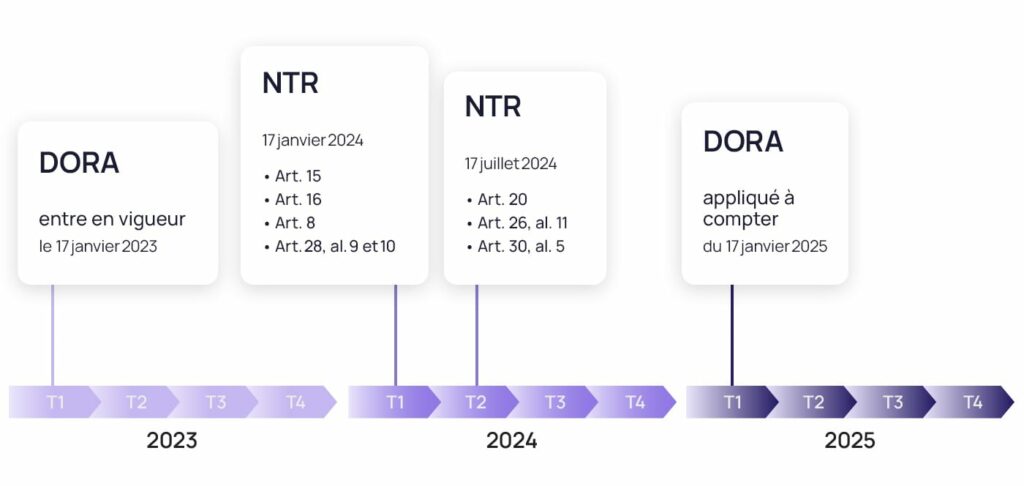 DORA
entre en vigueur
le 17 janvier 2023
NTR
17 janvier 2024
• Art. 15
• Art. 16
• Art. 8
• Art. 28, al. 9 et 10
NTR
17 juillet 2024
• Art. 20
• Art. 26, al. 11
• Art. 30, al. 5
DORA
appliqué à
compter
du 17 janvier 2025
T1 T2 T3 T4 T1 T2 T3 T4 T1 T2 T3 T4
2023 2024 2025